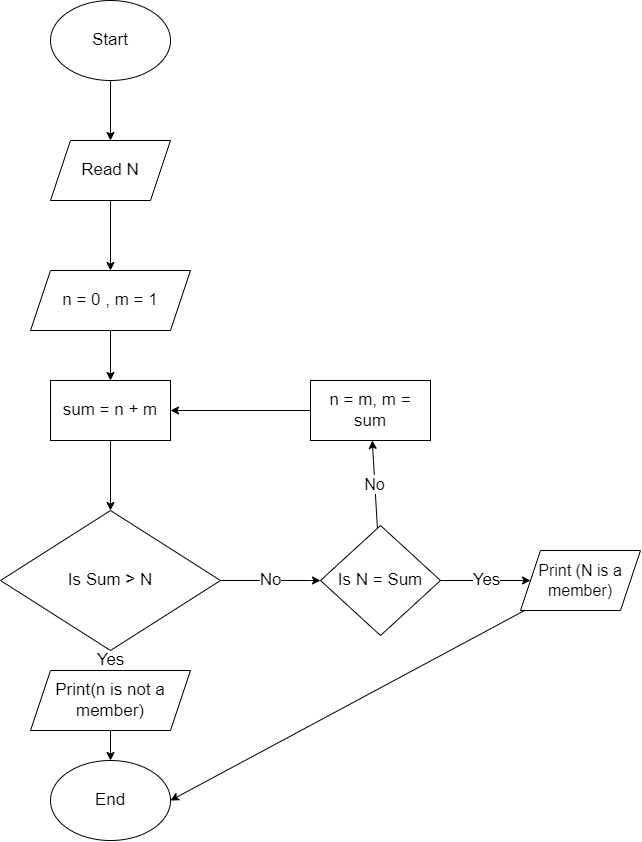 Start
Read N
n = 0 , m = 1
sum = n + m
n = m, m =
sum
No
Is Sum > N
No
Is N = Sum
Yes
Print (N is a
member)
Yes
Print(n is not a
member)
End